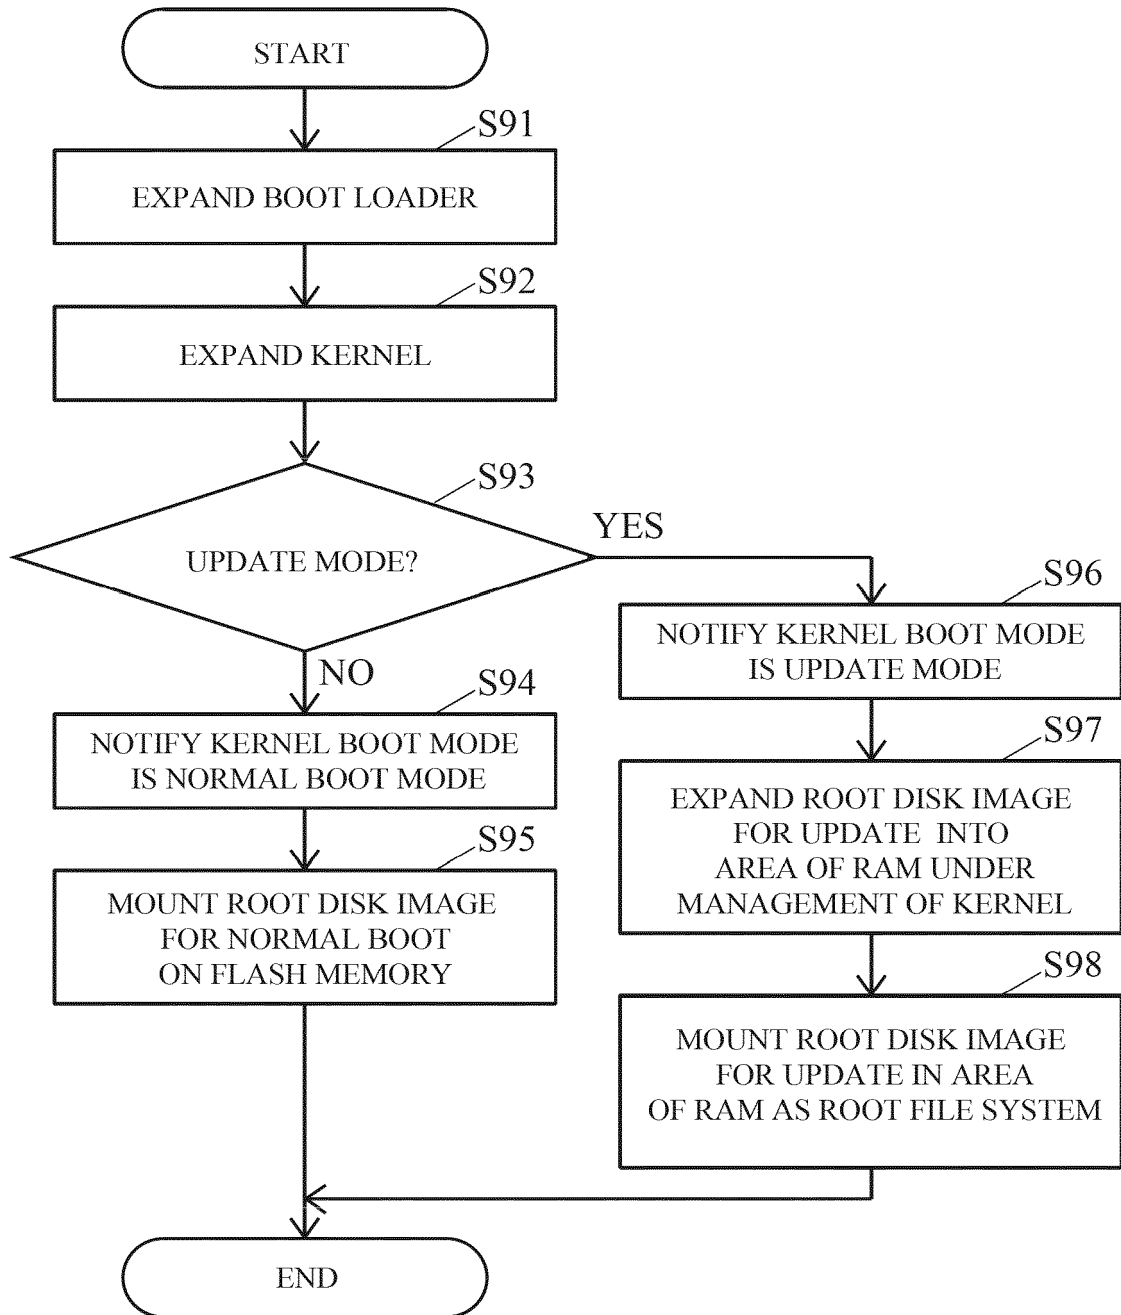 START
S91
EXPAND BOOT LOADER
S92
EXPAND KERNEL
S93
UPDATE MODE?
YES
NO
S94
NOTIFY KERNEL BOOT MODE
IS NORMAL BOOT MODE
S95
MOUNT ROOT DISK IMAGE
FOR NORMAL BOOT
ON FLASH MEMORY
S96
NOTIFY KERNEL BOOT MODE
IS UPDATE MODE
S97
EXPAND ROOT DISK IMAGE
FOR UPDATE INTO
AREA OF RAM UNDER
MANAGEMENT OF KERNEL
S98
MOUNT ROOT DISK IMAGE
FOR UPDATE IN AREA
OF RAM AS ROOT FILE SYSTEM
END